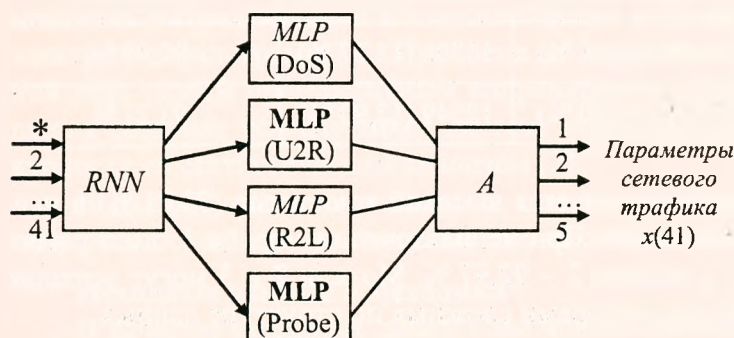 *
2
...
41
RNN
MLP
(DoS)
MLP
(U2R)
MLP
(R2L)
MLP
(Probe)
A
1
2
...
5
Параметры
сетевого
трафика
x(41)